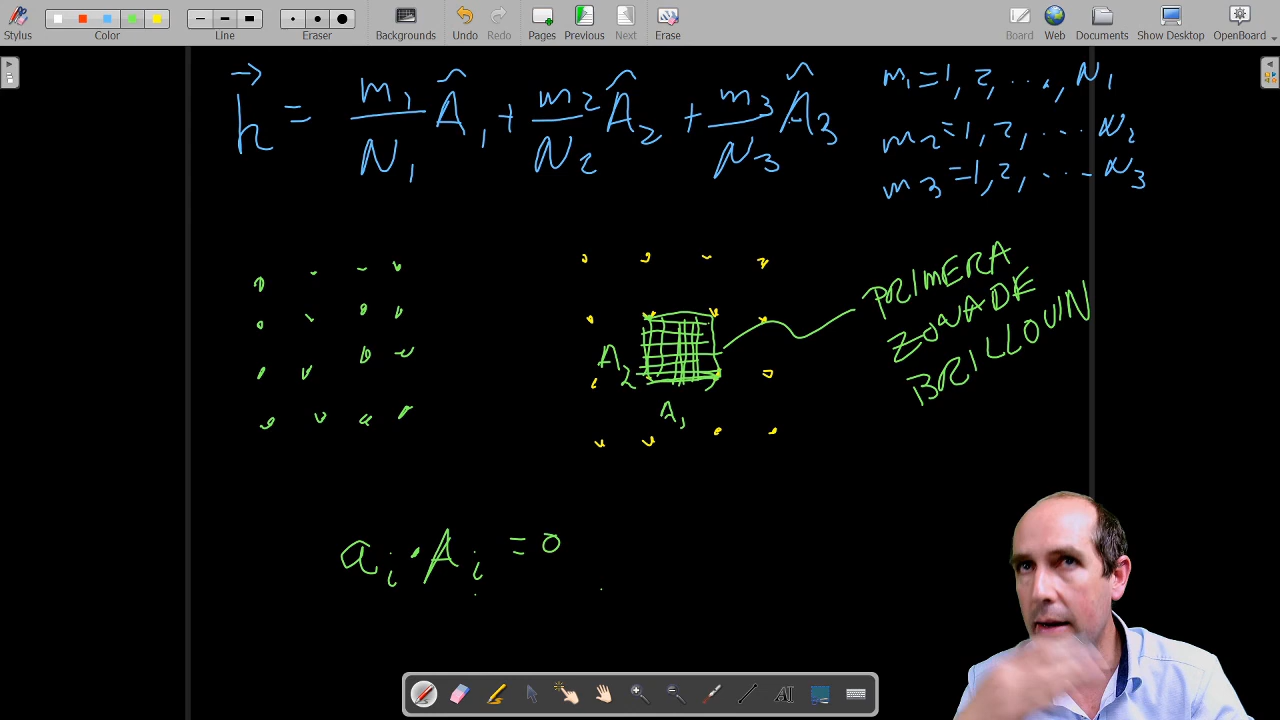 Stylus Color Line Eraser Backgrounds Undo Redo Pages Previous Next Erase Board Web Documents Show Desktop OpenBoard
h⃗ = m₁/N₁ Â₁ + m₂/N₂ Â₂ + m₃/N₃ Â₃
m₁=1, 2, ..., N₁
m₂=1, 2, ... N₂
m₃=1, 2, ... N₃
PRIMERA
ZONA DE
BRILLOUIN
A₂
A₁
aᵢ·Aᵢ = 0